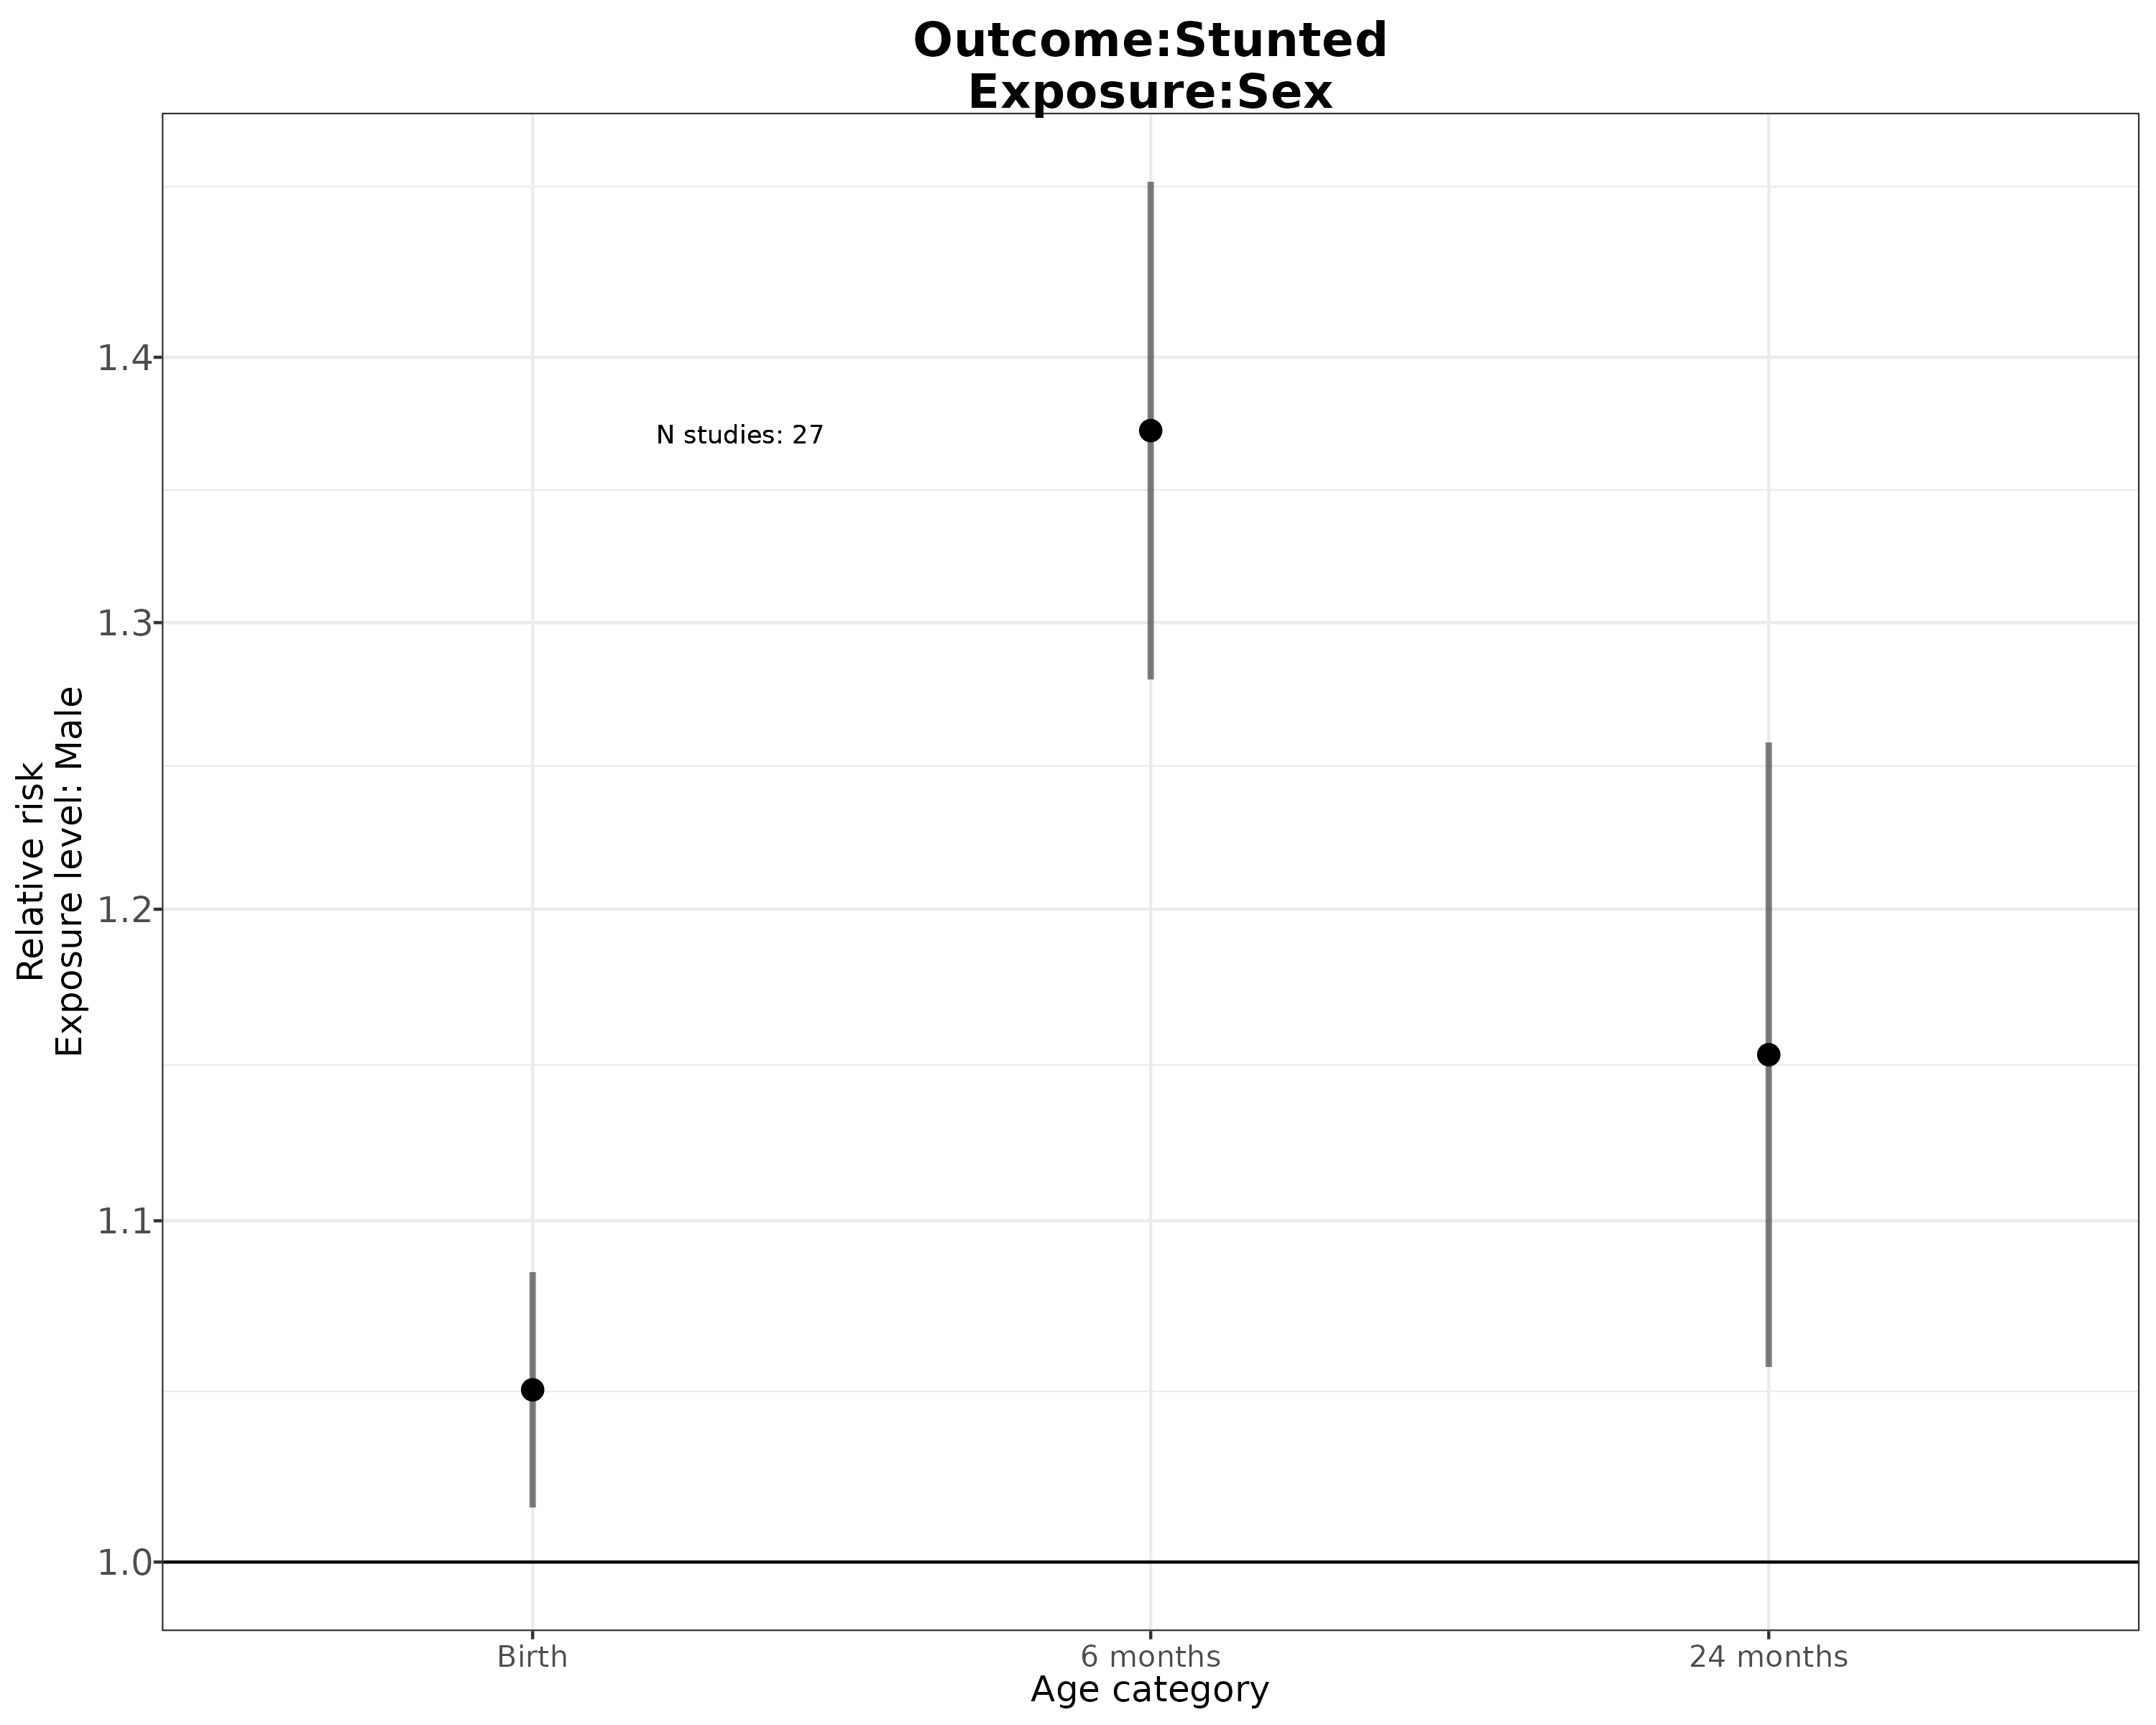 Outcome:Stunted
Exposure:Sex
Relative risk
Exposure level: Male
1.4
1.3
1.2
1.1
1.0
N studies: 27
Birth
6 months
24 months
Age category